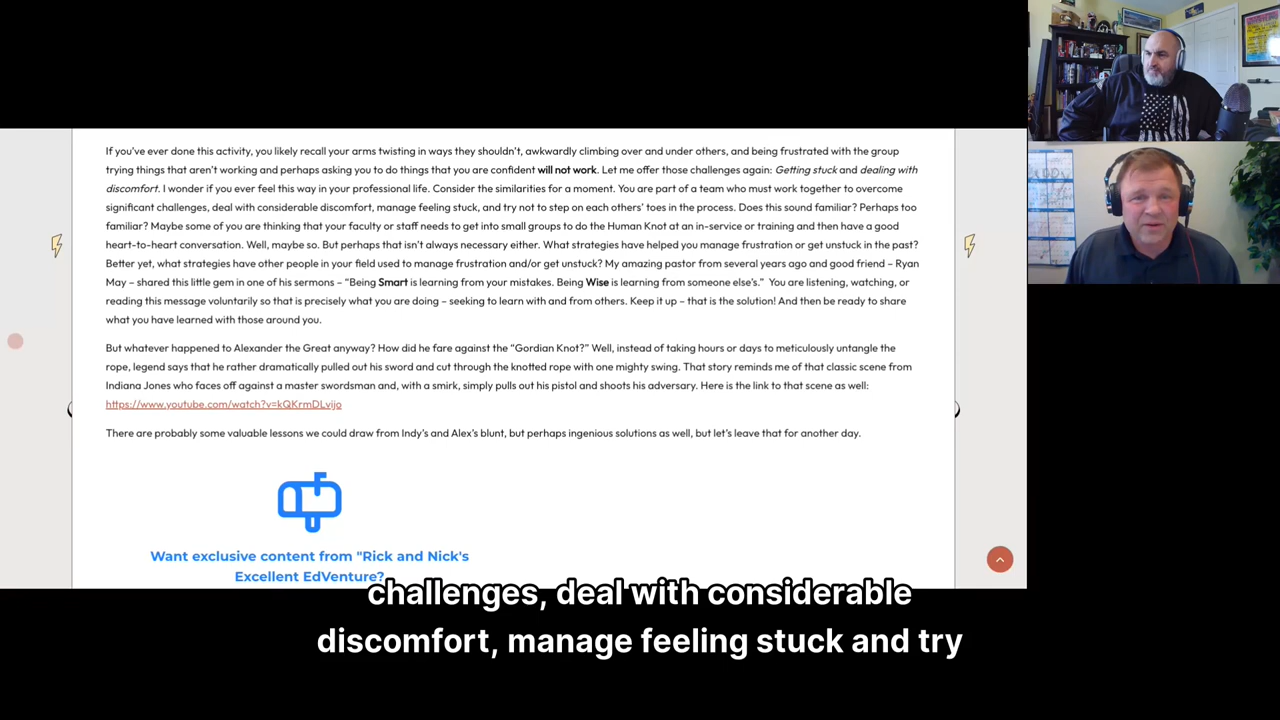 If you've ever done this activity, you likely recall your arms twisting in ways they shouldn't, awkwardly climbing over and under others, and being frustrated with the group
trying things that aren't working and perhaps asking you to do things that you are confident will not work. Let me offer those challenges again: Getting stuck and dealing with
discomfort. I wonder if you ever feel this way in your professional life. Consider the similarities for a moment. You are part of a team who must work together to overcome
significant challenges, deal with considerable discomfort, manage feeling stuck, and try not to step on each others' toes in the process. Does this sound familiar? Perhaps too
familiar? Maybe some of you are thinking that your faculty or staff needs to get into small groups to do the Human Knot at an in-service or training and then have a good
heart-to-heart conversation. Well, maybe so. But perhaps that isn't always necessary either. What strategies have helped you manage frustration or get unstuck in the past?
Better yet, what strategies have other people in your field used to manage frustration and/or get unstuck? My amazing pastor from several years ago and good friend – Ryan
May – shared this little gem in one of his sermons – "Being Smart is learning from your mistakes. Being Wise is learning from someone else's." You are listening, watching, or
reading this message voluntarily so that is precisely what you are doing – seeking to learn with and from others. Keep it up – that is the solution! And then be ready to share
what you have learned with those around you.
But whatever happened to Alexander the Great anyway? How did he fare against the "Gordian Knot?" Well, instead of taking hours or days to meticulously untangle the
rope, legend says that he rather dramatically pulled out his sword and cut through the knotted rope with one mighty swing. That story reminds me of that classic scene from
Indiana Jones who faces off against a master swordsman and, with a smirk, simply pulls out his pistol and shoots his adversary. Here is the link to that scene as well:
https://www.youtube.com/watch?v=kQKrmDLvijo
There are probably some valuable lessons we could draw from Indy's and Alex's blunt, but perhaps ingenious solutions as well, but let's leave that for another day.
Want exclusive content from "Rick and Nick's
Excellent EdVenture?
challenges, deal with considerable
discomfort, manage feeling stuck and try